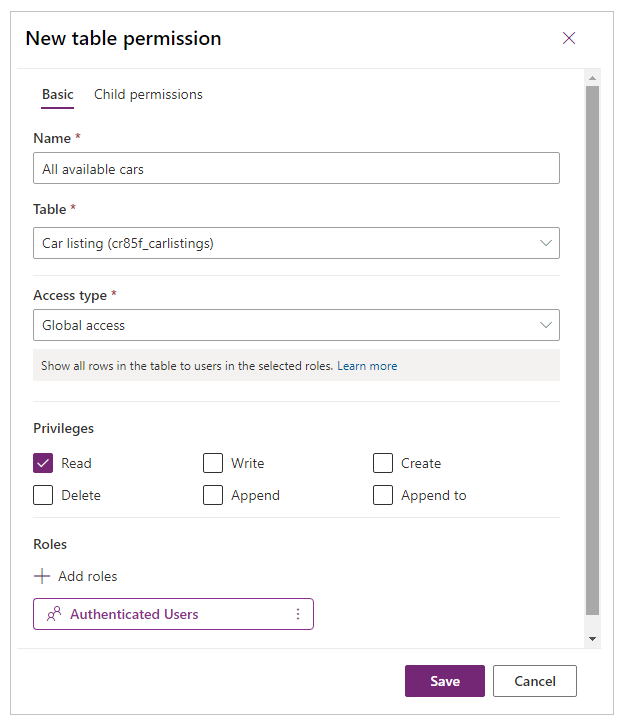 New table permission
Basic Child permissions
Name *
All available cars
Table *
Car listing (cr85f_carlistings)
Access type *
Global access
Show all rows in the table to users in the selected roles. Learn more
Privileges
Read Write Create
Delete Append Append to
Roles
Add roles
Authenticated Users
Save Cancel